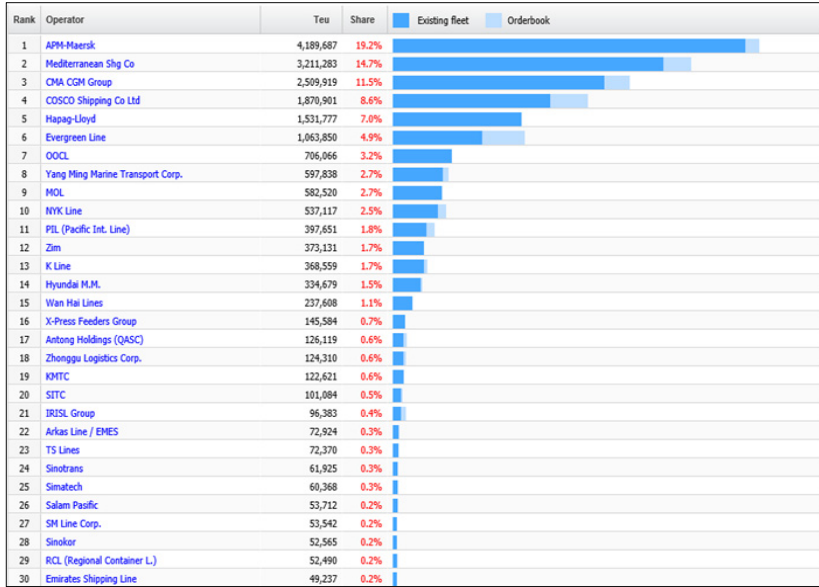 Rank Operator Teu Share Existing fleet Orderbook
1 APM-Maersk 4,189,687 19.2%
2 Mediterranean Shg Co 3,211,283 14.7%
3 CMA CGM Group 2,509,919 11.5%
4 COSCO Shipping Co Ltd 1,870,901 8.6%
5 Hapag-Lloyd 1,531,777 7.0%
6 Evergreen Line 1,063,850 4.9%
7 OOCL 706,066 3.2%
8 Yang Ming Marine Transport Corp. 597,838 2.7%
9 MOL 582,520 2.7%
10 NYK Line 537,117 2.5%
11 PIL (Pacific Int. Line) 397,651 1.8%
12 Zim 373,131 1.7%
13 K Line 368,559 1.7%
14 Hyundai M.M. 334,679 1.5%
15 Wan Hai Lines 237,608 1.1%
16 X-Press Feeders Group 145,584 0.7%
17 Antong Holdings (QASC) 126,119 0.6%
18 Zhonggu Logistics Corp. 124,310 0.6%
19 KMTC 122,621 0.6%
20 SITC 101,084 0.5%
21 IRISL Group 96,383 0.4%
22 Arkas Line / EMES 72,924 0.3%
23 TS Lines 72,370 0.3%
24 Sinotrans 61,925 0.3%
25 Simatech 60,368 0.3%
26 Salam Pasific 53,712 0.2%
27 SM Line Corp. 53,542 0.2%
28 Sinokor 52,565 0.2%
29 RCL (Regional Container L.) 52,490 0.2%
30 Emirates Shipping Line 49,237 0.2%